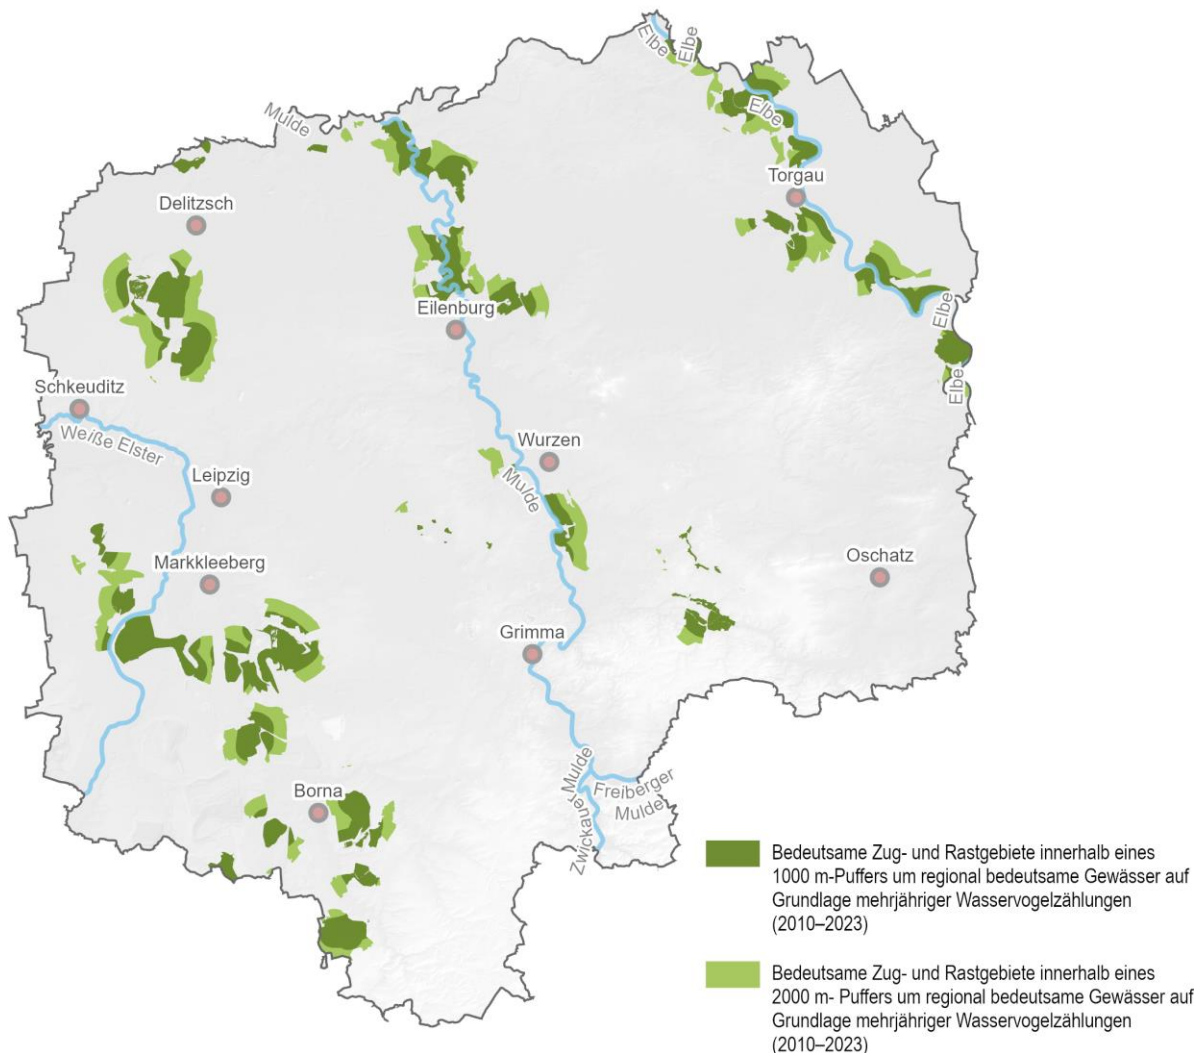 Elbe
Elbe
Elbe
Mulde
Torgau
Delitzsch
Elbe
Eilenburg
Schkeuditz
Elbe
Weiße Elster
Wurzen
Leipzig
Mulde
Oschatz
Markkleeberg
Grimma
Mulde
Freiberger
Mulde
Zwickauer
Borna
Bedeutsame Zug- und Rastgebiete innerhalb eines
1000 m-Puffers um regional bedeutsame Gewässer auf
Grundlage mehrjähriger Wasservogelzählungen
(2010–2023)
Bedeutsame Zug- und Rastgebiete innerhalb eines
2000 m- Puffers um regional bedeutsame Gewässer auf
Grundlage mehrjähriger Wasservogelzählungen
(2010–2023)